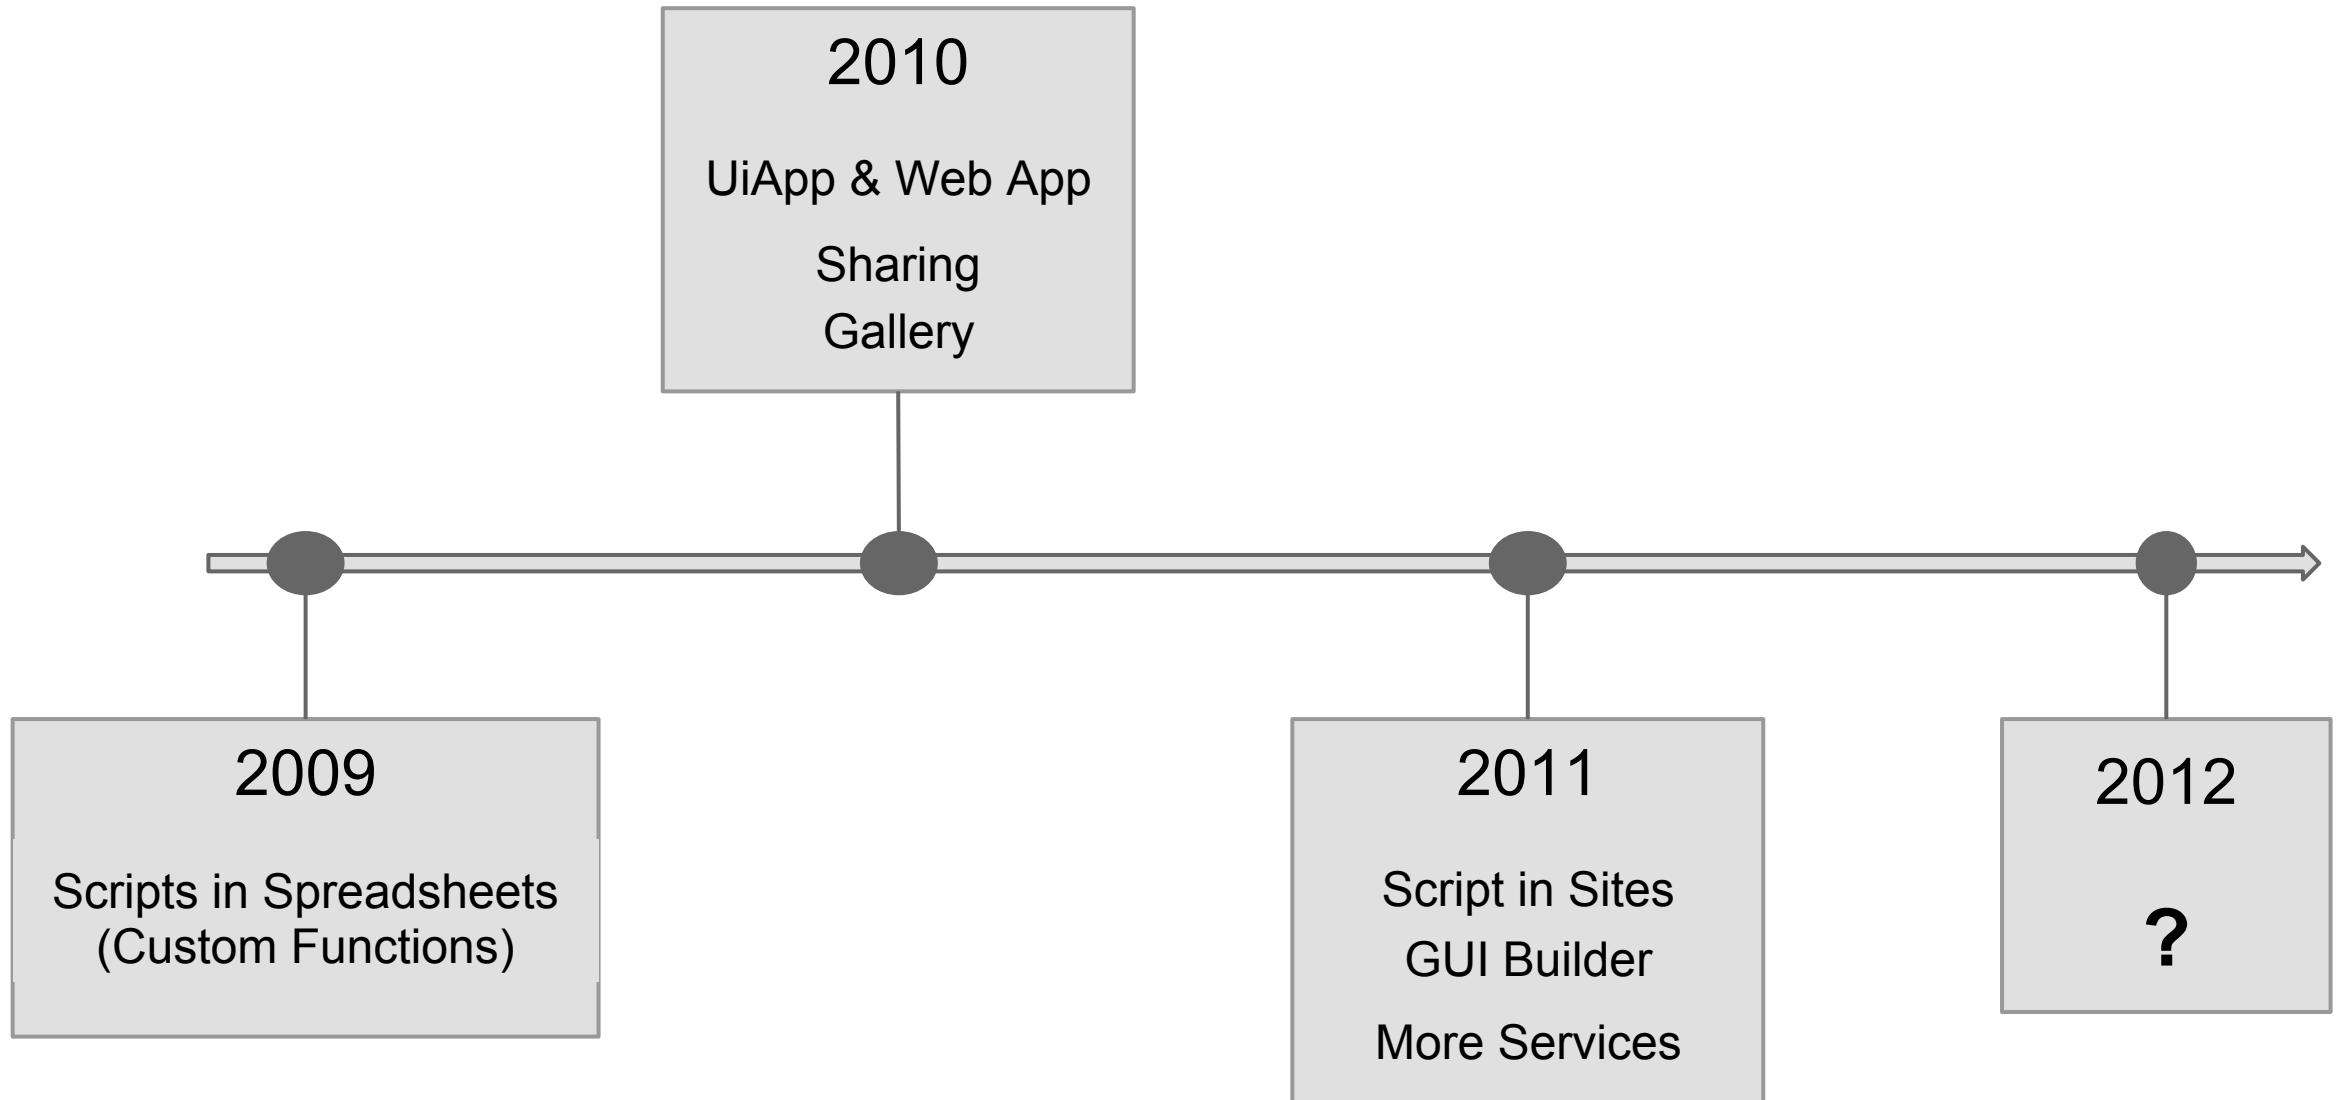 2010
UiApp & Web App
Sharing
Gallery
2009
Scripts in Spreadsheets
(Custom Functions)
2011
Script in Sites
GUI Builder
More Services
2012
?